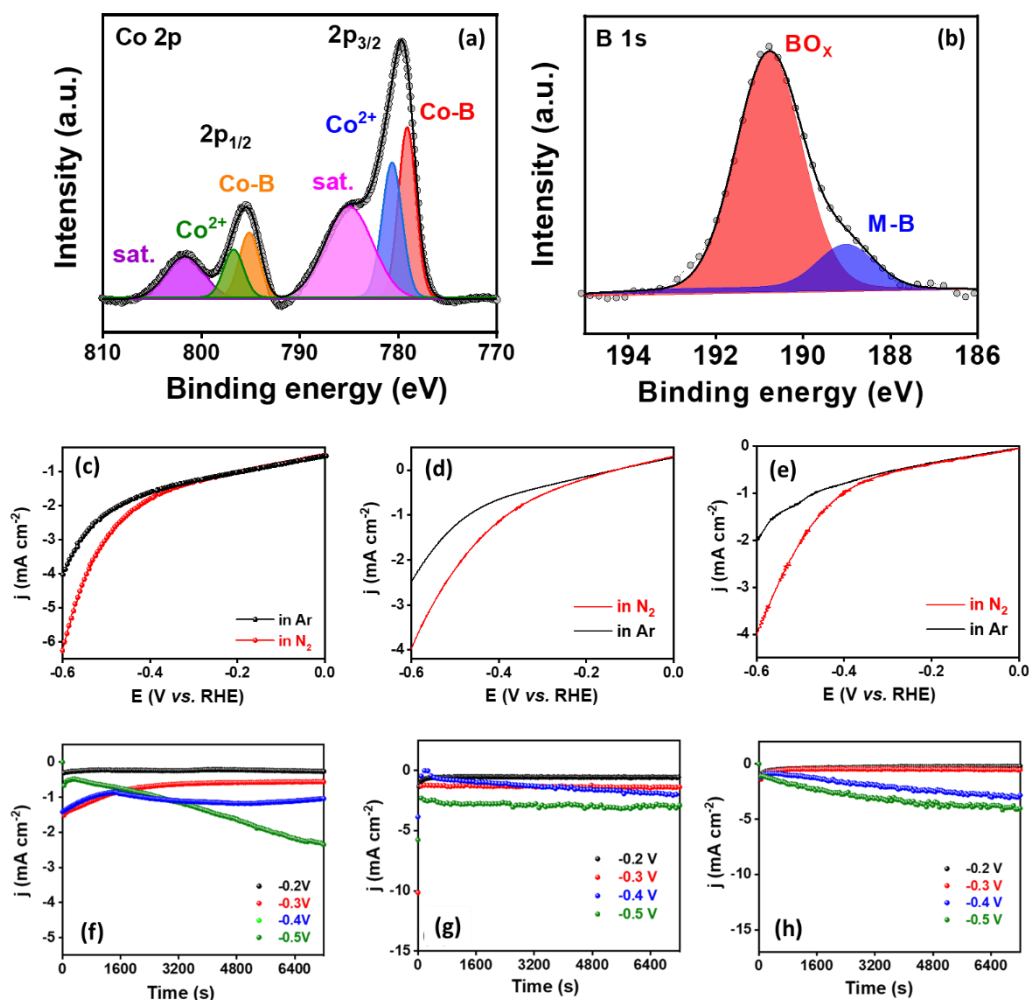 Co 2p
2p3/2
(a)
Co2+
Co-B
2p1/2
Co-B
sat.
Co2+
sat.
Intensity (a.u.)
810 800 790 780 770
Binding energy (eV)
B 1s
BOX
(b)
M-B
Intensity (a.u.)
194 192 190 188 186
Binding energy (eV)
(c)
j (mA cm-2)
-1
-2
-3
-4
-5
-6
in Ar
in N2
-0.6 -0.4 -0.2 0.0
E (V vs. RHE)
(d)
j (mA cm-2)
0
-1
-2
-3
-4
in N2
in Ar
-0.6 -0.4 -0.2 0.0
E (V vs. RHE)
(e)
j (mA cm-2)
0
-1
-2
-3
-4
in N2
in Ar
-0.6 -0.4 -0.2 0.0
E (V vs. RHE)
j (mA cm-2)
0
-1
-2
-3
-4
-5
-0.2V
-0.3V
-0.4V
-0.5V
(f)
0 1600 3200 4800 6400
Time (s)
j (mA cm-2)
0
-5
-10
-15
-0.2 V
-0.3 V
-0.4 V
-0.5 V
(g)
0 1600 3200 4800 6400
Time (s)
j (mA cm-2)
0
-5
-10
-15
-0.2 V
-0.3 V
-0.4 V
-0.5 V
(h)
0 1600 3200 4800 6400
Time (s)